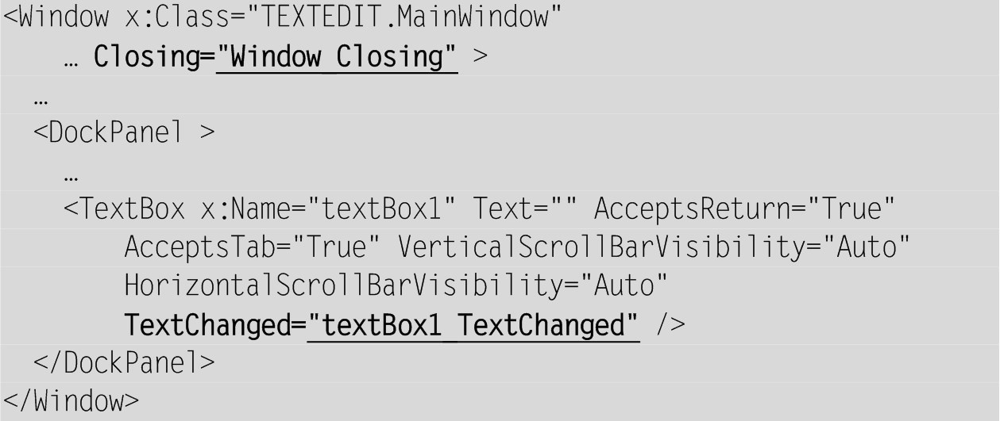 <Window x:Class="TEXTEDIT.MainWindow"
… Closing="Window_Closing" >
…
<DockPanel >
…
<TextBox x:Name="textBox1" Text="" AcceptsReturn="True"
AcceptsTab="True" VerticalScrollBarVisibility="Auto"
HorizontalScrollBarVisibility="Auto"
TextChanged="textBox1_TextChanged" />
</DockPanel>
</Window>